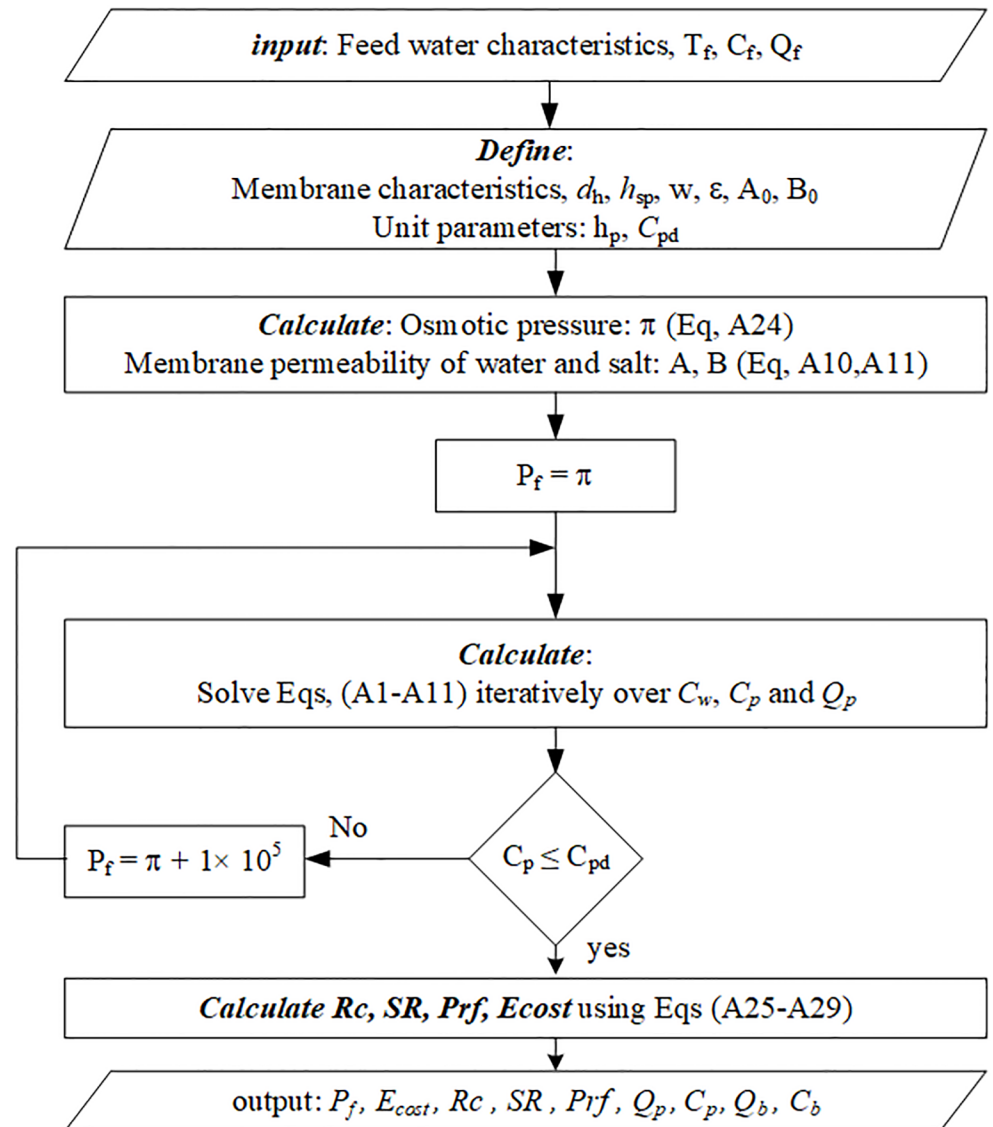 input: Feed water characteristics, Tf, Cf, Qf
Define:
Membrane characteristics, dh, hsp, w, ε, A0, B0
Unit parameters: hp, Cpd
Calculate: Osmotic pressure: π (Eq, A24)
Membrane permeability of water and salt: A, B (Eq, A10,A11)
Pf = π
Calculate:
Solve Eqs, (A1-A11) iteratively over Cw, Cp and Qp
No
Pf = π + 1× 10^5
Cp ≤ Cpd
yes
Calculate Rc, SR, Prf, Ecost using Eqs (A25-A29)
output: Pf, Ecost, Rc , SR , Prf , Qp, Cp, Qb, Cb